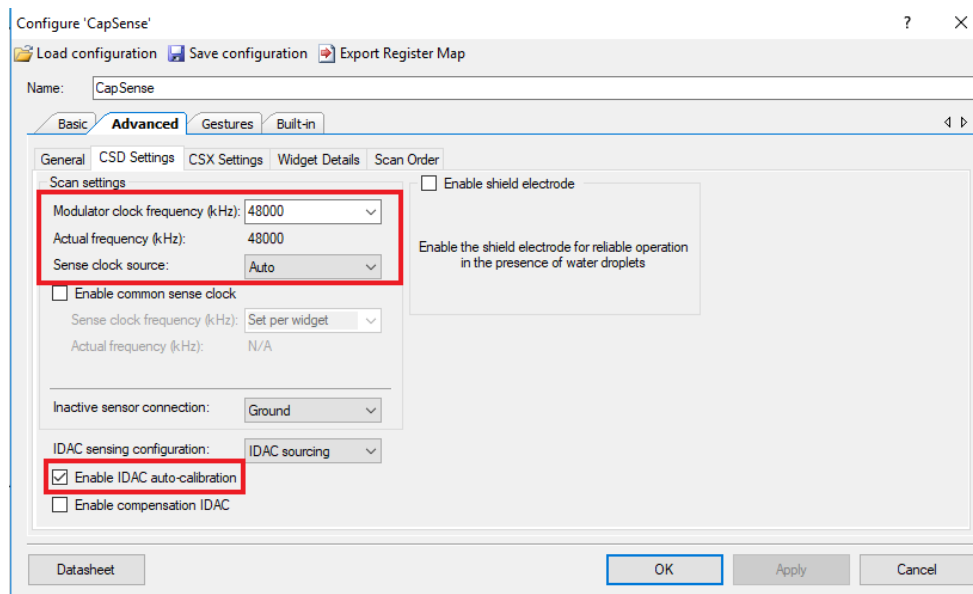 Configure 'CapSense'
? ×
Load configuration Save configuration Export Register Map
Name: CapSense
Basic Advanced Gestures Built-in
General CSD Settings CSX Settings Widget Details Scan Order
Scan settings
Modulator clock frequency (kHz): 48000
Actual frequency (kHz): 48000
Sense clock source: Auto
Enable common sense clock
Sense clock frequency (kHz): Set per widget
Actual frequency (kHz): N/A
Inactive sensor connection: Ground
IDAC sensing configuration: IDAC sourcing
Enable IDAC auto-calibration
Enable compensation IDAC
Enable shield electrode
Enable the shield electrode for reliable operation
in the presence of water droplets
Datasheet OK Apply Cancel